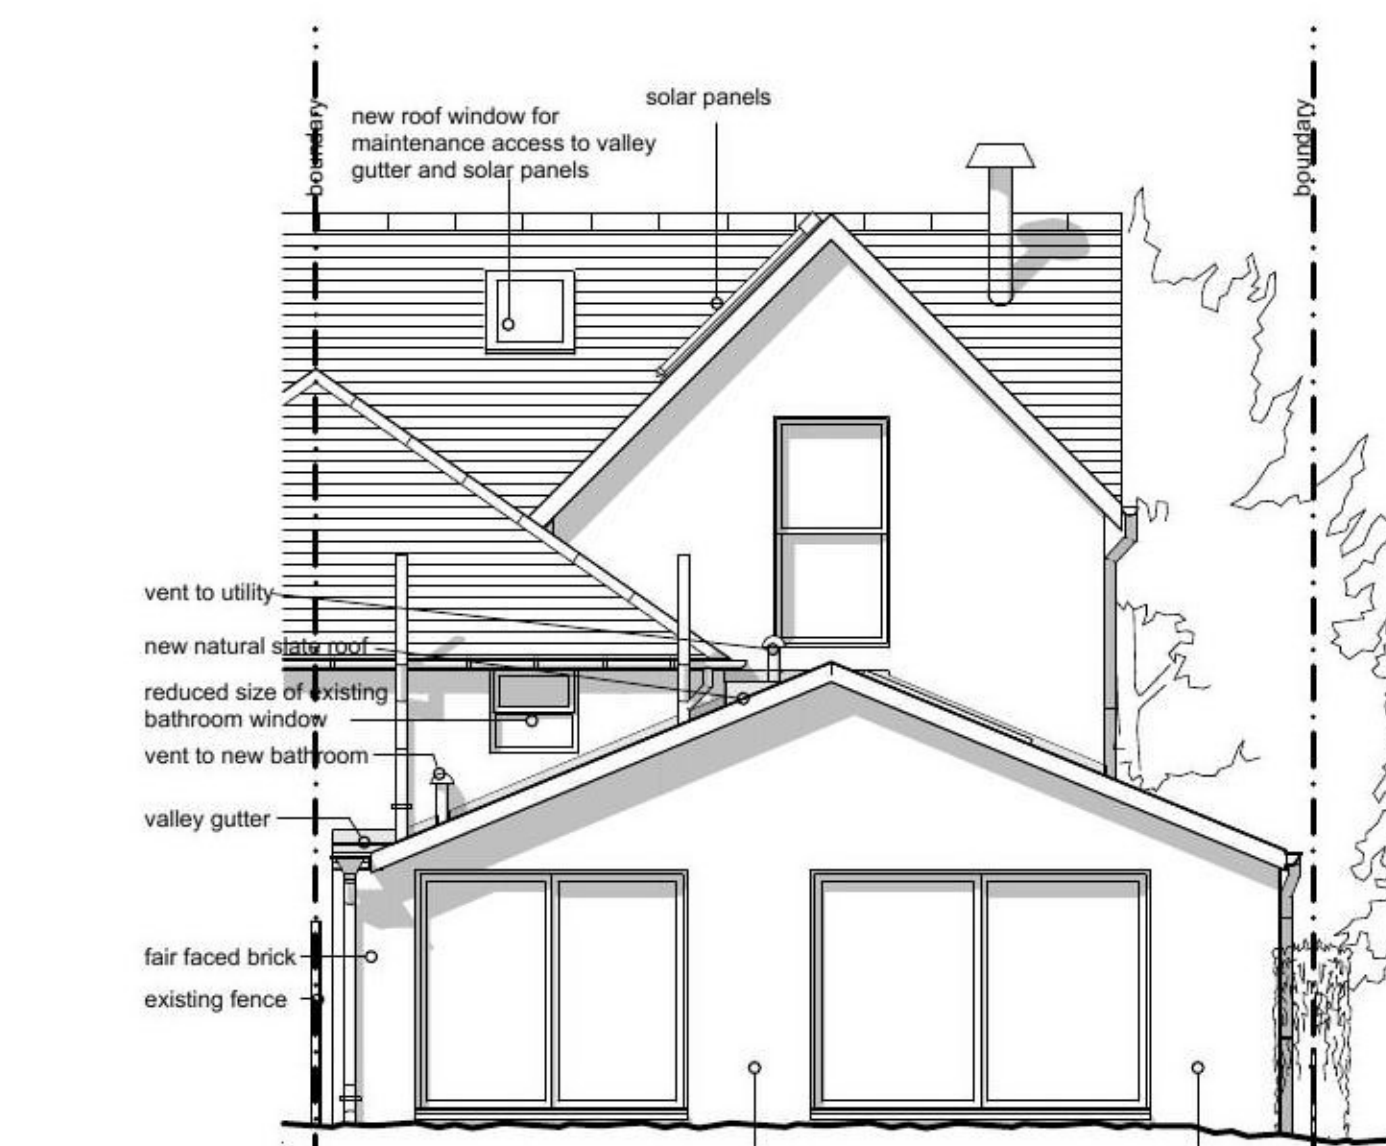 solar panels
new roof window for
maintenance access to valley
gutter and solar panels
boundary
boundary
vent to utility
new natural slate roof
reduced size of existing
bathroom window
vent to new bathroom
valley gutter
fair faced brick
existing fence